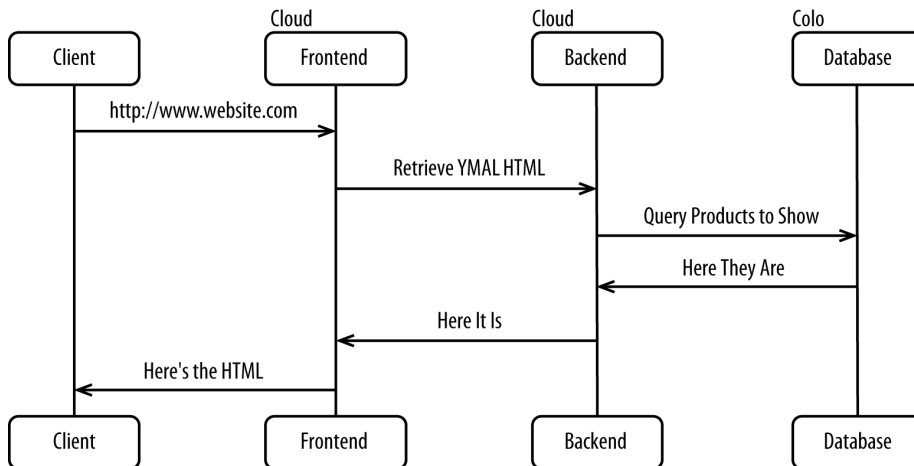 Cloud
Cloud
Colo
Client
Frontend
Backend
Database
http://www.website.com
Retrieve YMAL HTML
Query Products to Show
Here They Are
Here It Is
Here's the HTML
Client
Frontend
Backend
Database